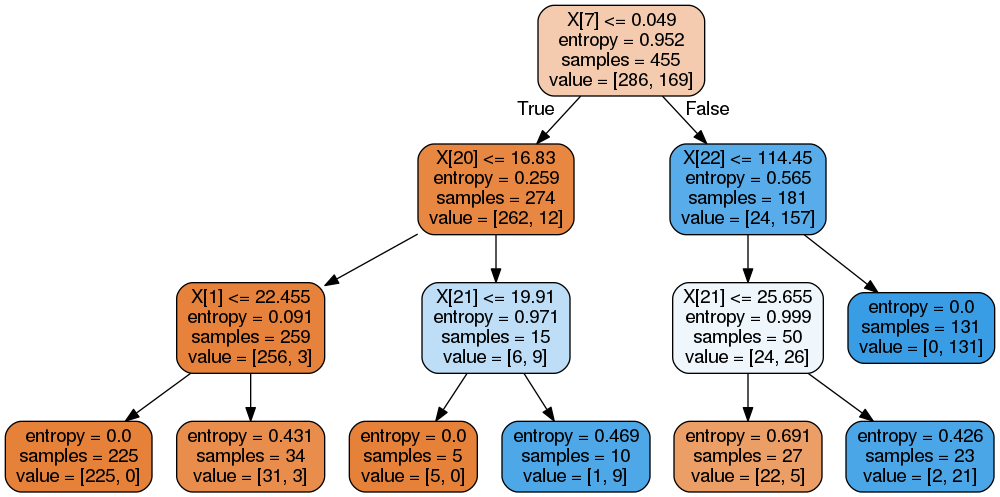 X[7] <= 0.049
entropy = 0.952
samples = 455
value = [286, 169]
True
False
X[20] <= 16.83
entropy = 0.259
samples = 274
value = [262, 12]
X[22] <= 114.45
entropy = 0.565
samples = 181
value = [24, 157]
X[1] <= 22.455
entropy = 0.091
samples = 259
value = [256, 3]
X[21] <= 19.91
entropy = 0.971
samples = 15
value = [6, 9]
X[21] <= 25.655
entropy = 0.999
samples = 50
value = [24, 26]
entropy = 0.0
samples = 131
value = [0, 131]
entropy = 0.0
samples = 225
value = [225, 0]
entropy = 0.431
samples = 34
value = [31, 3]
entropy = 0.0
samples = 5
value = [5, 0]
entropy = 0.469
samples = 10
value = [1, 9]
entropy = 0.691
samples = 27
value = [22, 5]
entropy = 0.426
samples = 23
value = [2, 21]